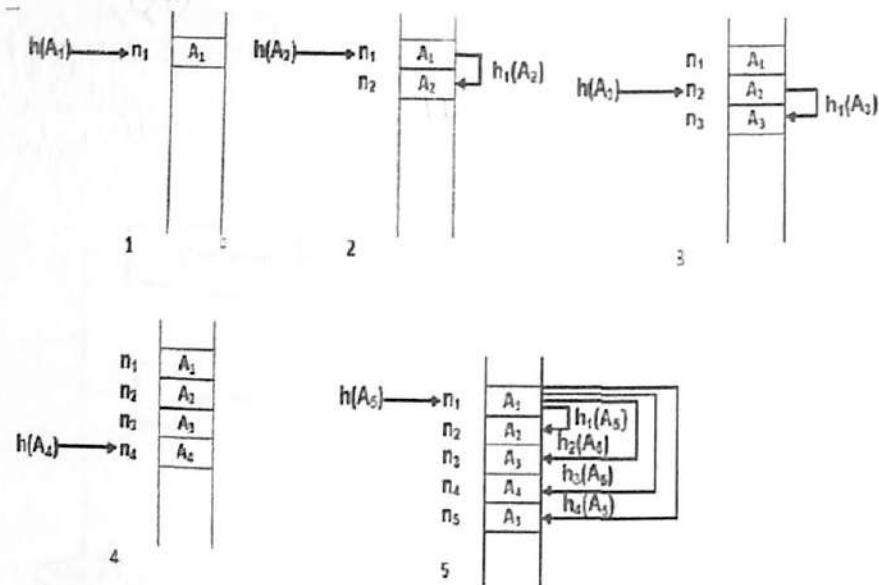 h(A₁) n₁ A₁
1
h(A₂) n₁ A₁
n₂ A₂ h₁(A₂)
2
n₁ A₁
h(A₃) n₂ A₂
n₃ A₃ h₁(A₃)
3
n₁ A₁
n₂ A₂
n₃ A₃
h(A₄) n₄ A₄
4
h(A₅) n₁ A₁
n₂ A₂ h₁(A₅)
h₂(A₅)
n₃ A₃
h₃(A₅)
n₄ A₄
h₄(A₅)
n₅ A₅
5